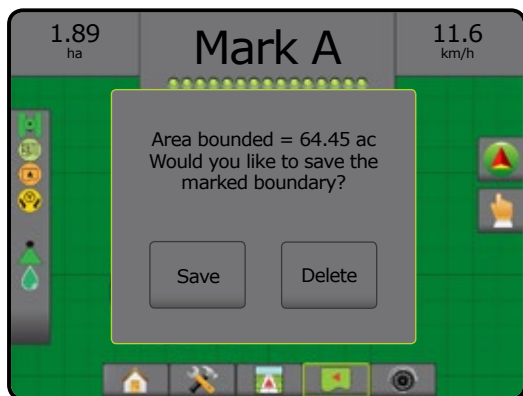 1.89
ha
Mark A
11.6
km/h
Area bounded = 64.45 ac
Would you like to save the
marked boundary?
Save
Delete